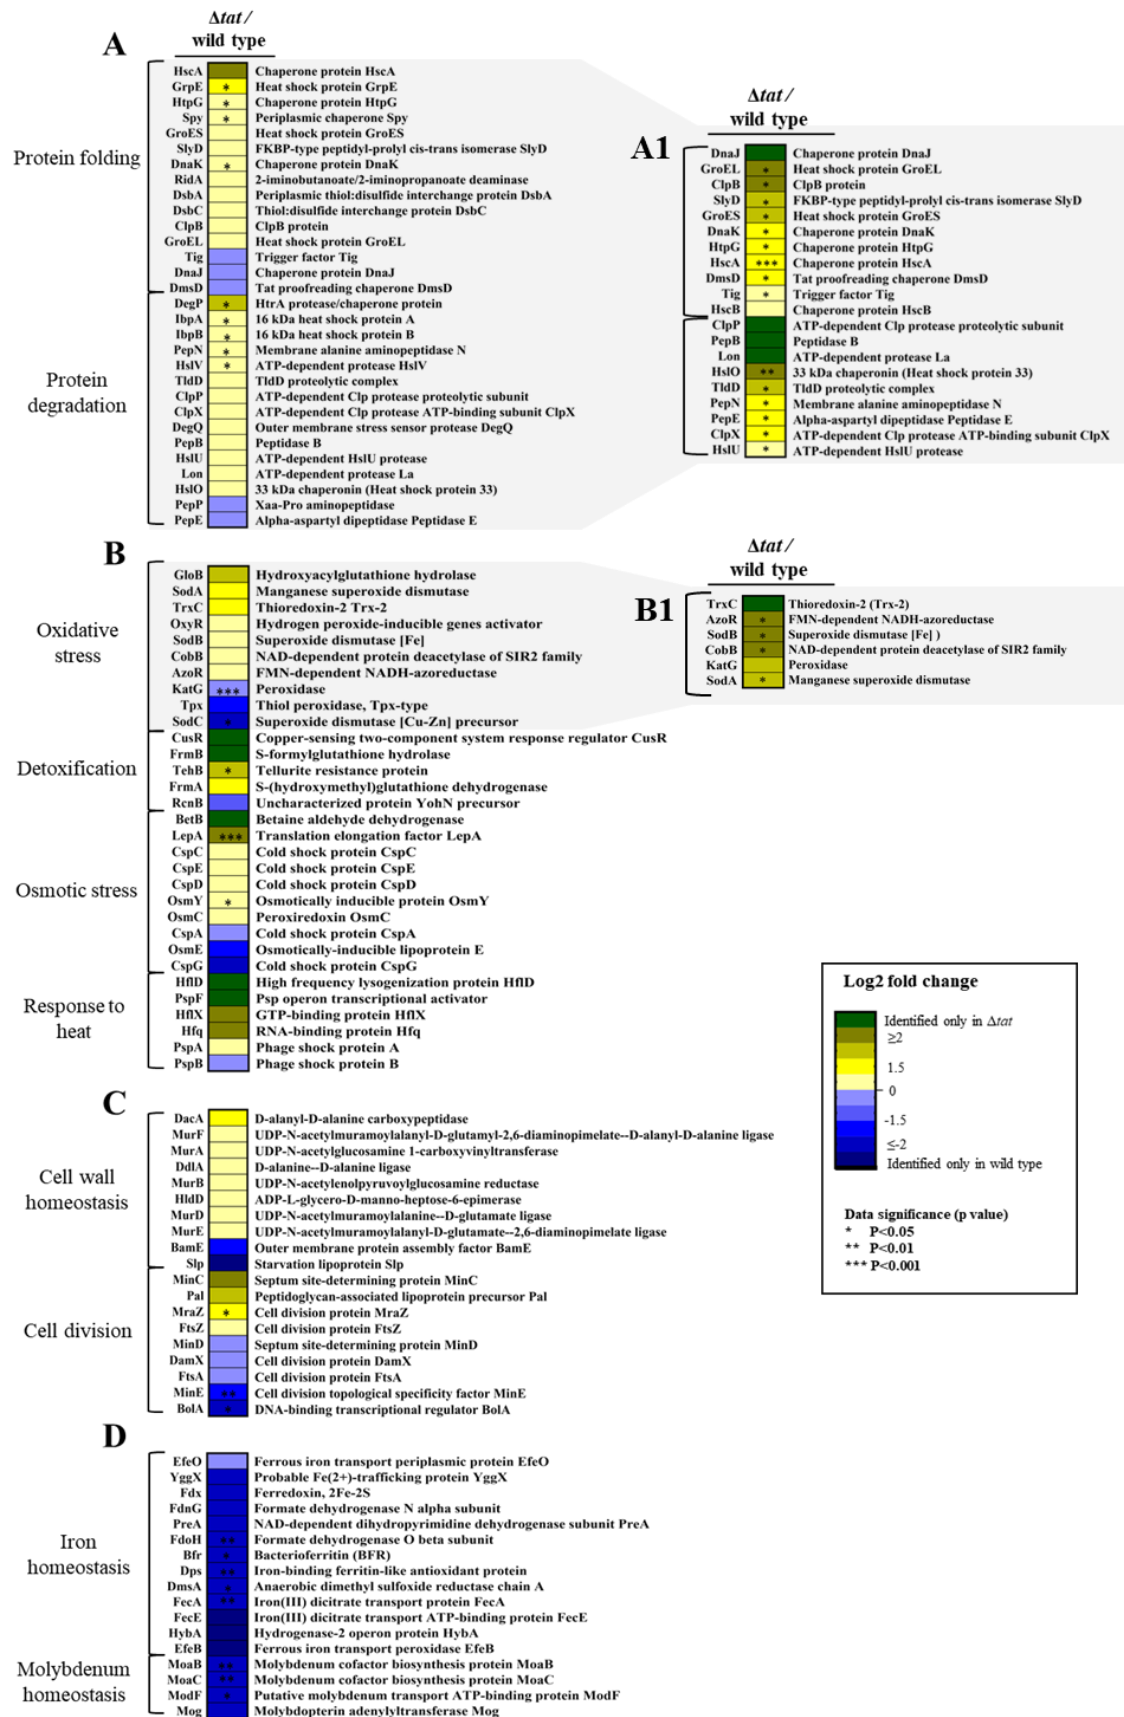 Δtat /
wild type
A
Protein folding
HscA Chaperone protein HscA
GrpE * Heat shock protein GrpE
HtpG * Chaperone protein HtpG
Spy * Periplasmic chaperone Spy
GroES Heat shock protein GroES
SlyD FKBP-type peptidyl-prolyl cis-trans isomerase SlyD
DnaK * Chaperone protein DnaK
RidA 2-iminobutanoate/2-iminopropanoate deaminase
DsbA Periplasmic thiol:disulfide interchange protein DsbA
DsbC Thiol:disulfide interchange protein DsbC
ClpB ClpB protein
GroEL Heat shock protein GroEL
Tig Trigger factor Tig
DnaJ Chaperone protein DnaJ
DmsD Tat proofreading chaperone DmsD
Protein
degradation
DegP * HtrA protease/chaperone protein
IbpA * 16 kDa heat shock protein A
IbpB * 16 kDa heat shock protein B
PepN * Membrane alanine aminopeptidase N
HslV * ATP-dependent protease HslV
TldD TldD proteolytic complex
ClpP ATP-dependent Clp protease proteolytic subunit
ClpX ATP-dependent Clp protease ATP-binding subunit ClpX
DegQ Outer membrane stress sensor protease DegQ
PepB Peptidase B
HslU ATP-dependent HslU protease
Lon ATP-dependent protease La
HslO 33 kDa chaperonin (Heat shock protein 33)
PepP Xaa-Pro aminopeptidase
PepE Alpha-aspartyl dipeptidase Peptidase E
Δtat /
wild type
A1
DnaJ Chaperone protein DnaJ
GroEL * Heat shock protein GroEL
ClpB * ClpB protein
SlyD * FKBP-type peptidyl-prolyl cis-trans isomerase SlyD
GroES * Heat shock protein GroES
DnaK * Chaperone protein DnaK
HtpG * Chaperone protein HtpG
HscA *** Chaperone protein HscA
DmsD * Tat proofreading chaperone DmsD
Tig * Trigger factor Tig
HscB Chaperone protein HscB
ClpP ATP-dependent Clp protease proteolytic subunit
PepB Peptidase B
Lon ATP-dependent protease La
HslO ** 33 kDa chaperonin (Heat shock protein 33)
TldD * TldD proteolytic complex
PepN * Membrane alanine aminopeptidase N
PepE * Alpha-aspartyl dipeptidase Peptidase E
ClpX * ATP-dependent Clp protease ATP-binding subunit ClpX
HslU * ATP-dependent HslU protease
B
Oxidative
stress
GloB Hydroxyacylglutathione hydrolase
SodA Manganese superoxide dismutase
TrxC Thioredoxin-2 Trx-2
OxyR Hydrogen peroxide-inducible genes activator
SodB Superoxide dismutase [Fe]
CobB NAD-dependent protein deacetylase of SIR2 family
AzoR FMN-dependent NADH-azoreductase
KatG *** Peroxidase
Tpx Thiol peroxidase, Tpx-type
SodC * Superoxide dismutase [Cu-Zn] precursor
Detoxification
CusR Copper-sensing two-component system response regulator CusR
FrmB S-formylglutathione hydrolase
TehB * Tellurite resistance protein
FrmA S-(hydroxymethyl)glutathione dehydrogenase
RcnB Uncharacterized protein YohN precursor
Osmotic stress
BetB Betaine aldehyde dehydrogenase
LepA *** Translation elongation factor LepA
CspC Cold shock protein CspC
CspE Cold shock protein CspE
CspD Cold shock protein CspD
OsmY * Osmotically inducible protein OsmY
OsmC Peroxiredoxin OsmC
CspA Cold shock protein CspA
OsmE Osmotically-inducible lipoprotein E
CspG Cold shock protein CspG
Response to
heat
HflD High frequency lysogenization protein HflD
PspF Psp operon transcriptional activator
HflX GTP-binding protein HflX
Hfq RNA-binding protein Hfq
PspA Phage shock protein A
PspB Phage shock protein B
Δtat /
wild type
B1
TrxC Thioredoxin-2 (Trx-2)
AzoR * FMN-dependent NADH-azoreductase
SodB * Superoxide dismutase [Fe] )
CobB * NAD-dependent protein deacetylase of SIR2 family
KatG Peroxidase
SodA * Manganese superoxide dismutase
Log2 fold change
Identified only in Δtat
≥2
1.5
0
-1.5
≤-2
Identified only in wild type
Data significance (p value)
* P<0.05
** P<0.01
*** P<0.001
C
Cell wall
homeostasis
DacA D-alanyl-D-alanine carboxypeptidase
MurF UDP-N-acetylmuramoylalanyl-D-glutamyl-2,6-diaminopimelate--D-alanyl-D-alanine ligase
MurA UDP-N-acetylglucosamine 1-carboxyvinyltransferase
DdlA D-alanine--D-alanine ligase
MurB UDP-N-acetylenolpyruvoylglucosamine reductase
HldD ADP-L-glycero-D-manno-heptose-6-epimerase
MurD UDP-N-acetylmuramoylalanine--D-glutamate ligase
MurE UDP-N-acetylmuramoylalanyl-D-glutamate--2,6-diaminopimelate ligase
BamE Outer membrane protein assembly factor BamE
Slp Starvation lipoprotein Slp
Cell division
MinC Septum site-determining protein MinC
Pal Peptidoglycan-associated lipoprotein precursor Pal
MraZ * Cell division protein MraZ
FtsZ Cell division protein FtsZ
MinD Septum site-determining protein MinD
DamX Cell division protein DamX
FtsA Cell division protein FtsA
MinE ** Cell division topological specificity factor MinE
BolA * DNA-binding transcriptional regulator BolA
D
Iron
homeostasis
EfeO Ferrous iron transport periplasmic protein EfeO
YggX Probable Fe(2+)-trafficking protein YggX
Fdx Ferredoxin, 2Fe-2S
FdnG Formate dehydrogenase N alpha subunit
PreA NAD-dependent dihydropyrimidine dehydrogenase subunit PreA
FdoH ** Formate dehydrogenase O beta subunit
Bfr * Bacterioferritin (BFR)
Dps ** Iron-binding ferritin-like antioxidant protein
DmsA * Anaerobic dimethyl sulfoxide reductase chain A
FecA ** Iron(III) dicitrate transport protein FecA
FecE Iron(III) dicitrate transport ATP-binding protein FecE
HybA Hydrogenase-2 operon protein HybA
EfeB Ferrous iron transport peroxidase EfeB
Molybdenum
homeostasis
MoaB ** Molybdenum cofactor biosynthesis protein MoaB
MoaC ** Molybdenum cofactor biosynthesis protein MoaC
ModF * Putative molybdenum transport ATP-binding protein ModF
Mog Molybdopterin adenylyltransferase Mog